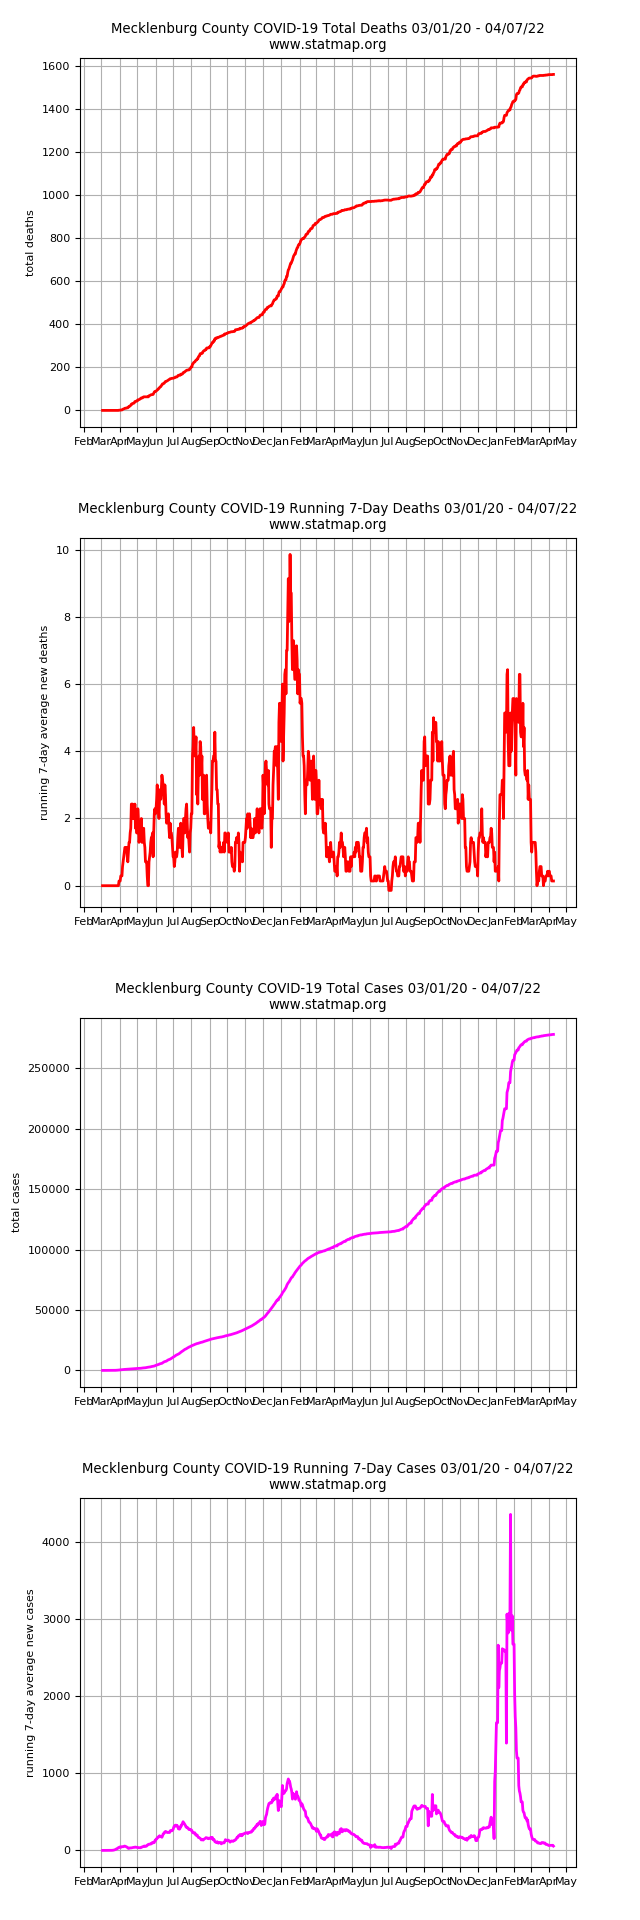 Mecklenburg County COVID-19 Total Deaths 03/01/20 - 04/07/22
www.statmap.org
1600
1400
1200
1000
800
600
400
200
0
total deaths
Feb Mar Apr May Jun Jul Aug Sep Oct Nov Dec Jan Feb Mar Apr May Jun Jul Aug Sep Oct Nov Dec Jan Feb Mar Apr May
Mecklenburg County COVID-19 Running 7-Day Deaths 03/01/20 - 04/07/22
www.statmap.org
10
8
6
4
2
0
running 7-day average new deaths
Feb Mar Apr May Jun Jul Aug Sep Oct Nov Dec Jan Feb Mar Apr May Jun Jul Aug Sep Oct Nov Dec Jan Feb Mar Apr May
Mecklenburg County COVID-19 Total Cases 03/01/20 - 04/07/22
www.statmap.org
250000
200000
150000
100000
50000
0
total cases
Feb Mar Apr May Jun Jul Aug Sep Oct Nov Dec Jan Feb Mar Apr May Jun Jul Aug Sep Oct Nov Dec Jan Feb Mar Apr May
Mecklenburg County COVID-19 Running 7-Day Cases 03/01/20 - 04/07/22
www.statmap.org
4000
3000
2000
1000
0
running 7-day average new cases
Feb Mar Apr May Jun Jul Aug Sep Oct Nov Dec Jan Feb Mar Apr May Jun Jul Aug Sep Oct Nov Dec Jan Feb Mar Apr May